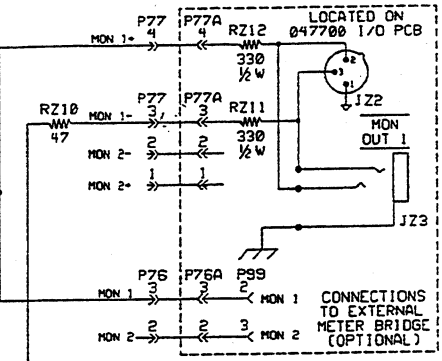 P77 P77A RZ12 LOCATED ON
4 4 047700 I/O PCB
MON 1+
330
½ W
2
3
1
JZ2
P77 P77A RZ11
RZ10 MON 1- 3 3
47
330
½ W
MON
OUT 1
MON 2- 2 2
MON 2+ 1 1
JZ3
P76 P76A P99
MON 1 3 3 2 MON 1
MON 2 2 2 3 MON 2
CONNECTIONS
TO EXTERNAL
METER BRIDGE
(OPTIONAL)